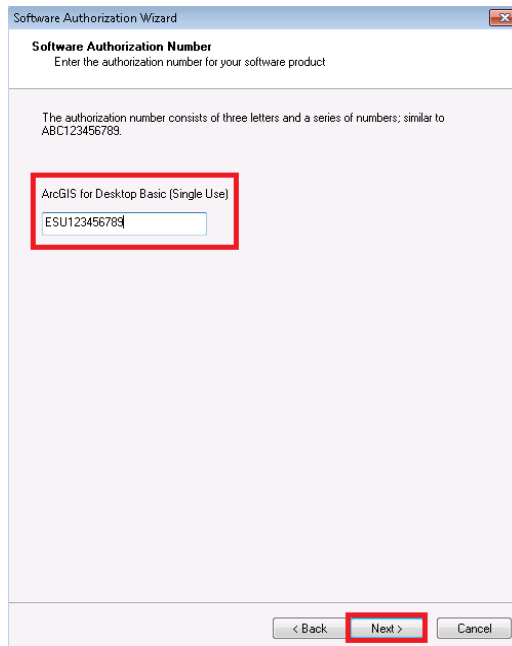 Software Authorization Wizard
Software Authorization Number
Enter the authorization number for your software product
The authorization number consists of three letters and a series of numbers; similar to
ABC123456789.
ArcGIS for Desktop Basic (Single Use)
ESU123456789
< Back Next > Cancel